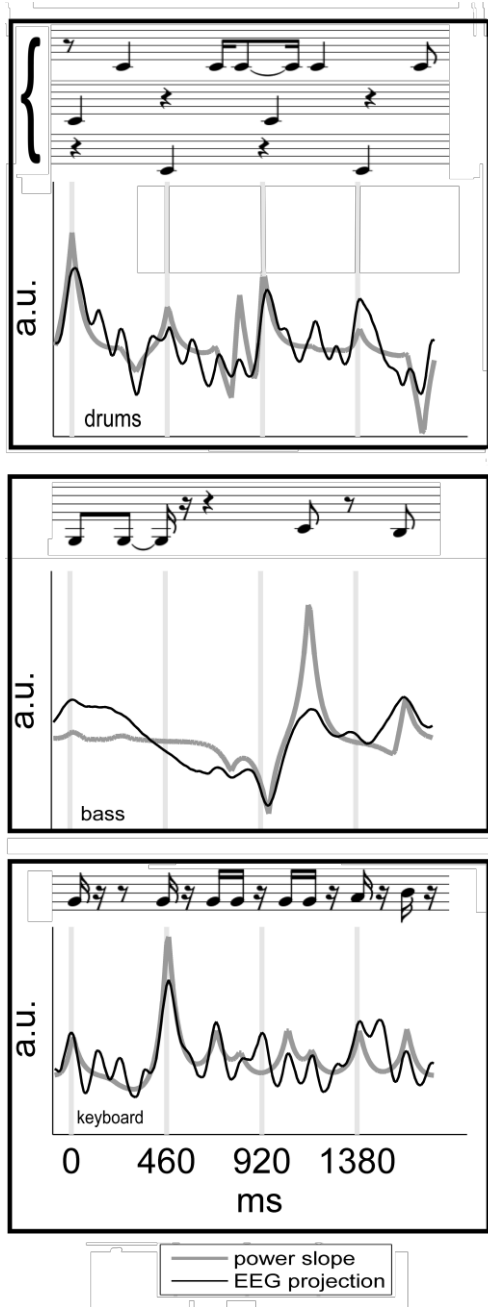 a.u.
drums
a.u.
bass
a.u.
keyboard
0 460 920 1380
ms
power slope
EEG projection